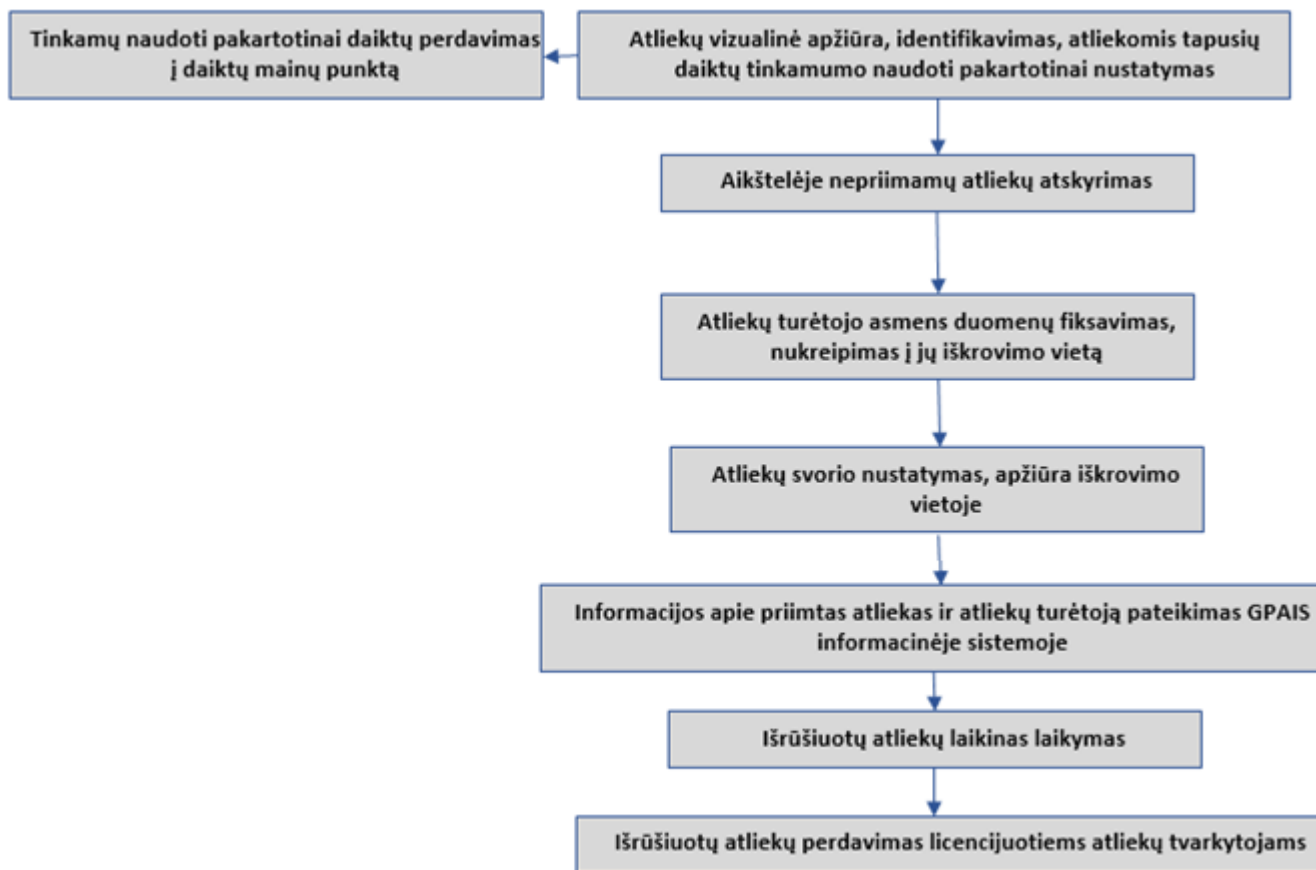 Tinkamų naudoti pakartotinai daiktų perdavimas
į daiktų mainų punktą
Atliekų vizualinė apžiūra, identifikavimas, atliekomis tapusių
daiktų tinkamumo naudoti pakartotinai nustatymas
Aikštelėje nepriimamų atliekų atskyrimas
Atliekų turėtojo asmens duomenų fiksavimas,
nukreipimas į jų iškrovimo vietą
Atliekų svorio nustatymas, apžiūra iškrovimo
vietoje
Informacijos apie priimtas atliekas ir atliekų turėtoją pateikimas GPAIS
informacinėje sistemoje
Išrūšiuotų atliekų laikinas laikymas
Išrūšiuotų atliekų perdavimas licencijuotiems atliekų tvarkytojams